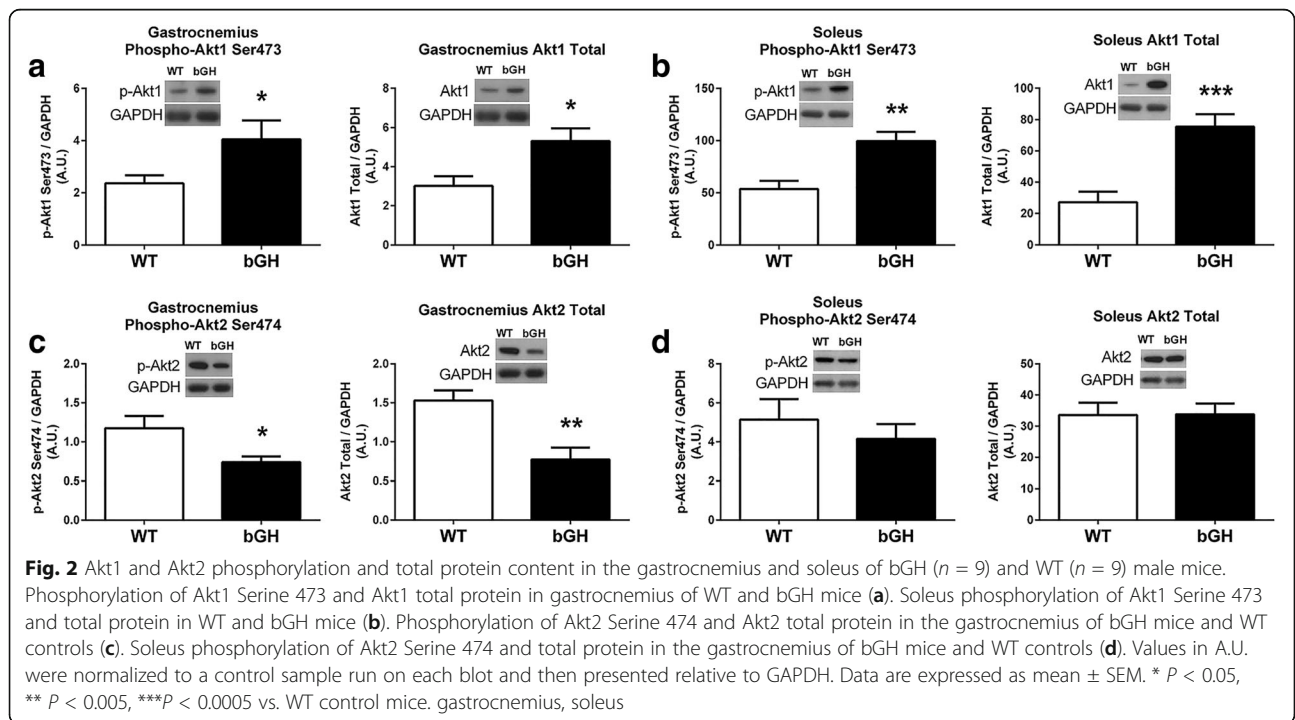 a
Gastrocnemius
Phospho-Akt1 Ser473
WT bGH
p-Akt1
GAPDH
*
p-Akt1 Ser473 / GAPDH
(A.U.)
6
4
2
0
WT bGH
Gastrocnemius Akt1 Total
WT bGH
Akt1
GAPDH
*
Akt1 Total / GAPDH
(A.U.)
8
6
4
2
0
WT bGH
b
Soleus
Phospho-Akt1 Ser473
WT bGH
p-Akt1
GAPDH
**
p-Akt1 Ser473 / GAPDH
(A.U.)
150
100
50
0
WT bGH
Soleus Akt1 Total
WT bGH
Akt1
GAPDH
***
Akt1 Total / GAPDH
(A.U.)
100
80
60
40
20
0
WT bGH
c
Gastrocnemius
Phospho-Akt2 Ser474
WT bGH
p-Akt2
GAPDH
*
p-Akt2 Ser474 / GAPDH
(A.U.)
2.0
1.5
1.0
0.5
0.0
WT bGH
Gastrocnemius Akt2 Total
WT bGH
Akt2
GAPDH
**
Akt2 Total / GAPDH
(A.U.)
2.0
1.5
1.0
0.5
0.0
WT bGH
d
Soleus
Phospho-Akt2 Ser474
WT bGH
p-Akt2
GAPDH
p-Akt2 Ser474 / GAPDH
(A.U.)
8
6
4
2
0
WT bGH
Soleus Akt2 Total
WT bGH
Akt2
GAPDH
Akt2 Total / GAPDH
(A.U.)
50
40
30
20
10
0
WT bGH
Fig. 2 Akt1 and Akt2 phosphorylation and total protein content in the gastrocnemius and soleus of bGH (n = 9) and WT (n = 9) male mice.
Phosphorylation of Akt1 Serine 473 and Akt1 total protein in gastrocnemius of WT and bGH mice (a). Soleus phosphorylation of Akt1 Serine 473
and total protein in WT and bGH mice (b). Phosphorylation of Akt2 Serine 474 and Akt2 total protein in the gastrocnemius of bGH mice and WT
controls (c). Soleus phosphorylation of Akt2 Serine 474 and total protein in the gastrocnemius of bGH mice and WT controls (d). Values in A.U.
were normalized to a control sample run on each blot and then presented relative to GAPDH. Data are expressed as mean ± SEM. * P < 0.05,
** P < 0.005, ***P < 0.0005 vs. WT control mice. gastrocnemius, soleus